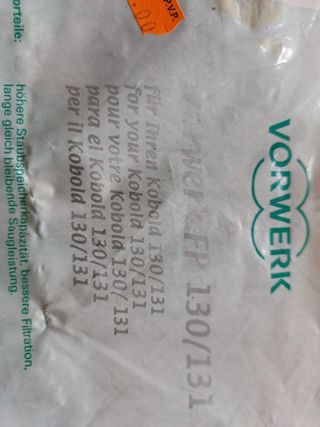 P.V.P.
VORWERK
FP 130/131
für Ihren Kobold 130/131
for your Kobold 130/131
pour votre Kobold 130/131
para el Kobold 130/131
per il Kobold 130/131
orteile:
höhere Staubspeicherkapazität, bessere Filtration,
lange gleich bleibende Saugleistung.